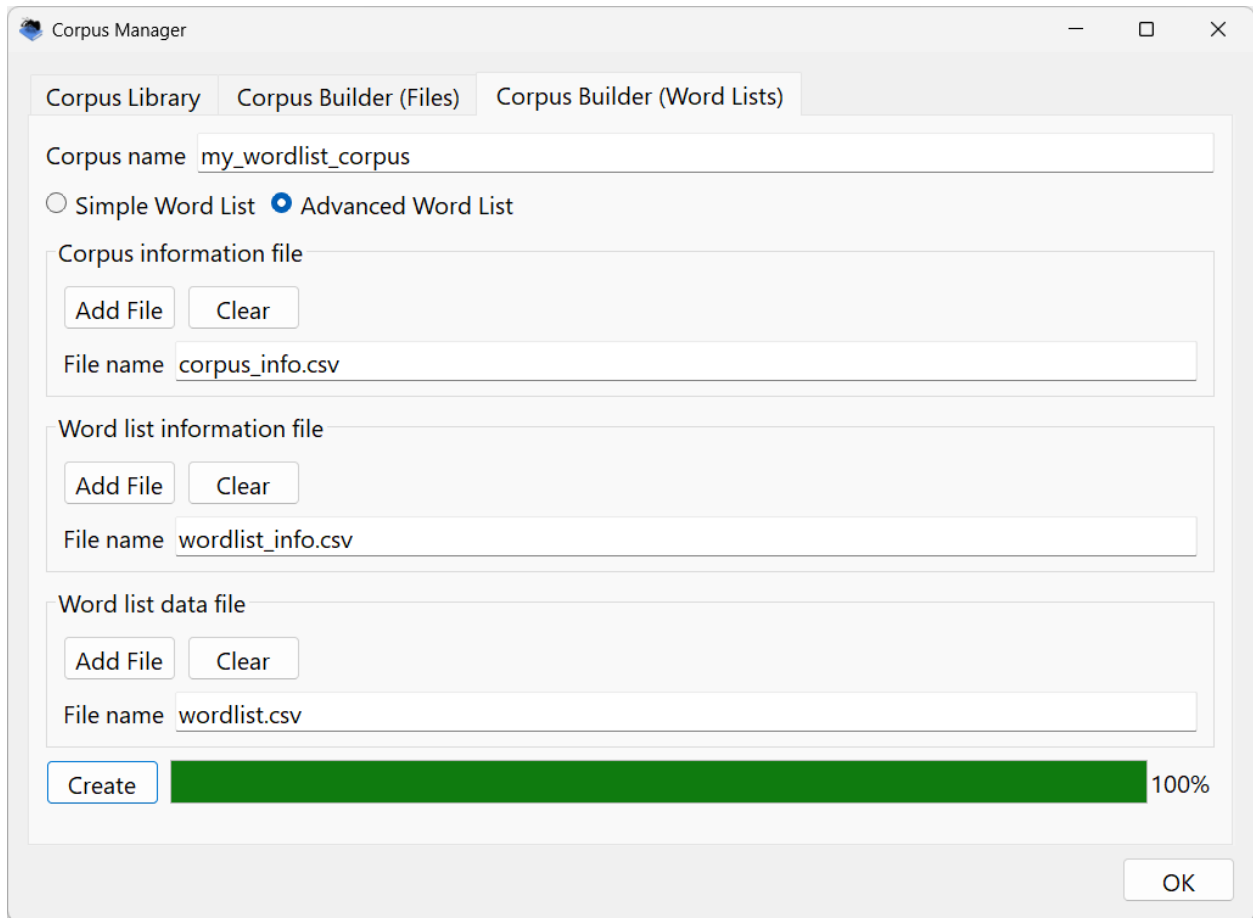 Corpus Manager
Corpus Library Corpus Builder (Files) Corpus Builder (Word Lists)
Corpus name my_wordlist_corpus
Simple Word List Advanced Word List
Corpus information file
Add File Clear
File name corpus_info.csv
Word list information file
Add File Clear
File name wordlist_info.csv
Word list data file
Add File Clear
File name wordlist.csv
Create 100%
OK